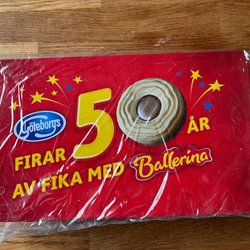 Göteborgs
50 ÅR
FIRAR
AV FIKA MED Ballerina